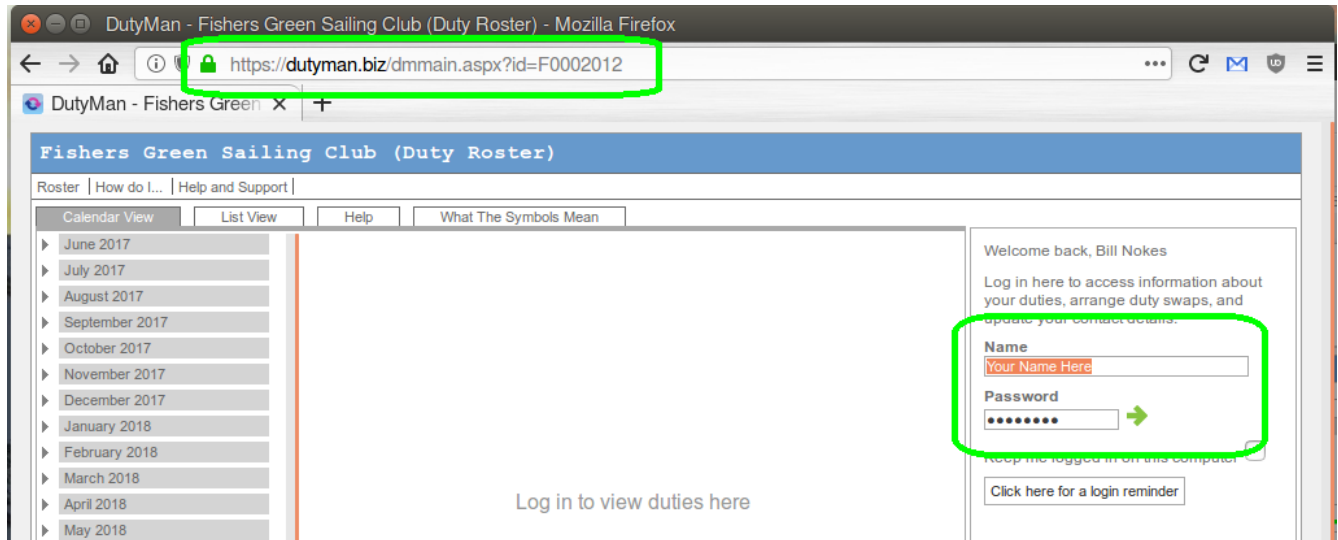 DutyMan - Fishers Green Sailing Club (Duty Roster) - Mozilla Firefox
https://dutyman.biz/dmmain.aspx?id=F0002012
DutyMan - Fishers Green
Fishers Green Sailing Club (Duty Roster)
Roster | How do I... | Help and Support |
Calendar View List View Help What The Symbols Mean
June 2017
July 2017
August 2017
September 2017
October 2017
November 2017
December 2017
January 2018
February 2018
March 2018
April 2018
May 2018
Log in to view duties here
Welcome back, Bill Nokes
Log in here to access information about
your duties, arrange duty swaps, and
update your contact details.
Name
Your Name Here
Password
••••••••
Keep me logged in on this computer
Click here for a login reminder